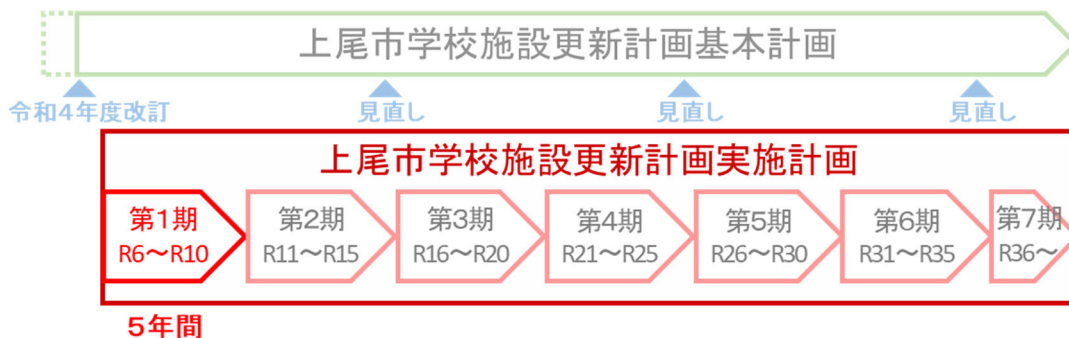 上尾市学校施設更新計画基本計画
令和4年度改訂
見直し
見直し
見直し
上尾市学校施設更新計画実施計画
第1期
R6～R10
第2期
R11～R15
第3期
R16～R20
第4期
R21～R25
第5期
R26～R30
第6期
R31～R35
第7期
R36～
5年間